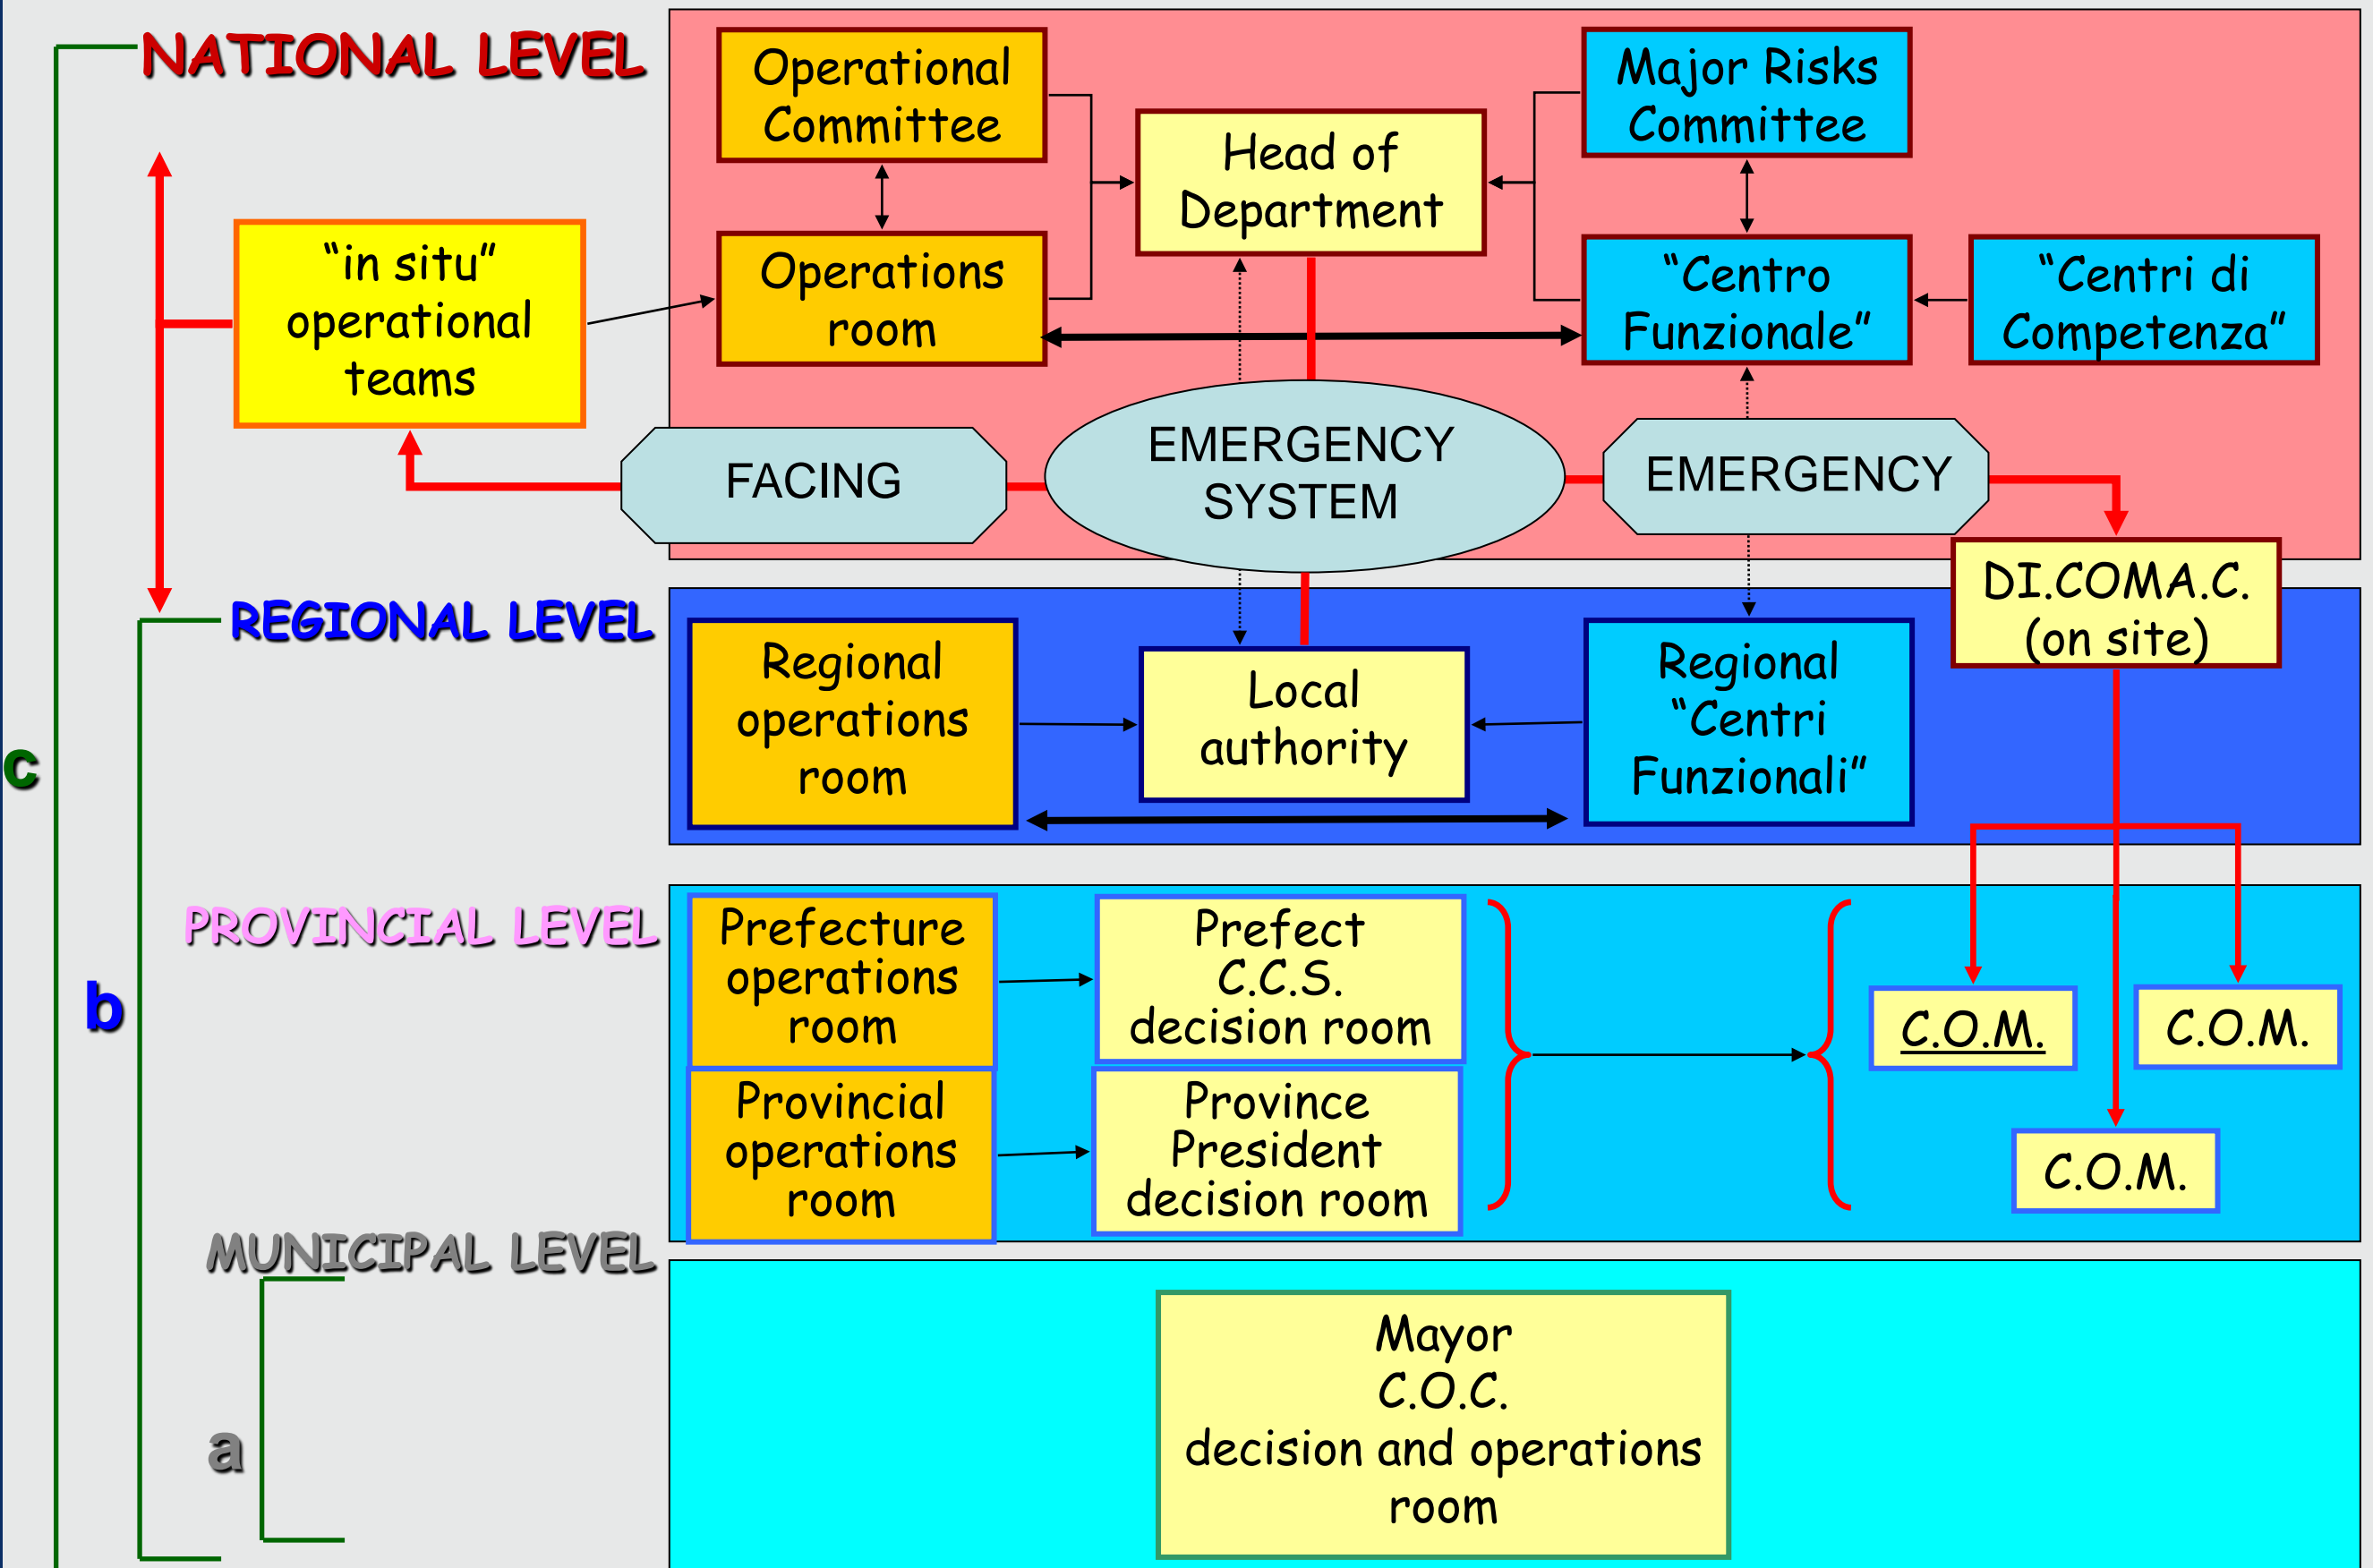 NATIONAL LEVEL
Operational
Committee
Major Risks
Committee
Head of
Department
“in situ”
operational
teams
Operations
room
“Centro
Funzionale”
“Centri di
Competenza”
FACING
EMERGENCY
SYSTEM
EMERGENCY
DI.COMA.C.
(on site)
REGIONAL LEVEL
Regional
operations
room
Local
authority
Regional
“Centri
Funzionali”
c
PROVINCIAL LEVEL
b
Prefecture
operations
room
Prefect
C.C.S.
decision room
C.O.M.
C.O.M.
Provincial
operations
room
Province
President
decision room
C.O.M.
MUNICIPAL LEVEL
a
Mayor
C.O.C.
decision and operations
room